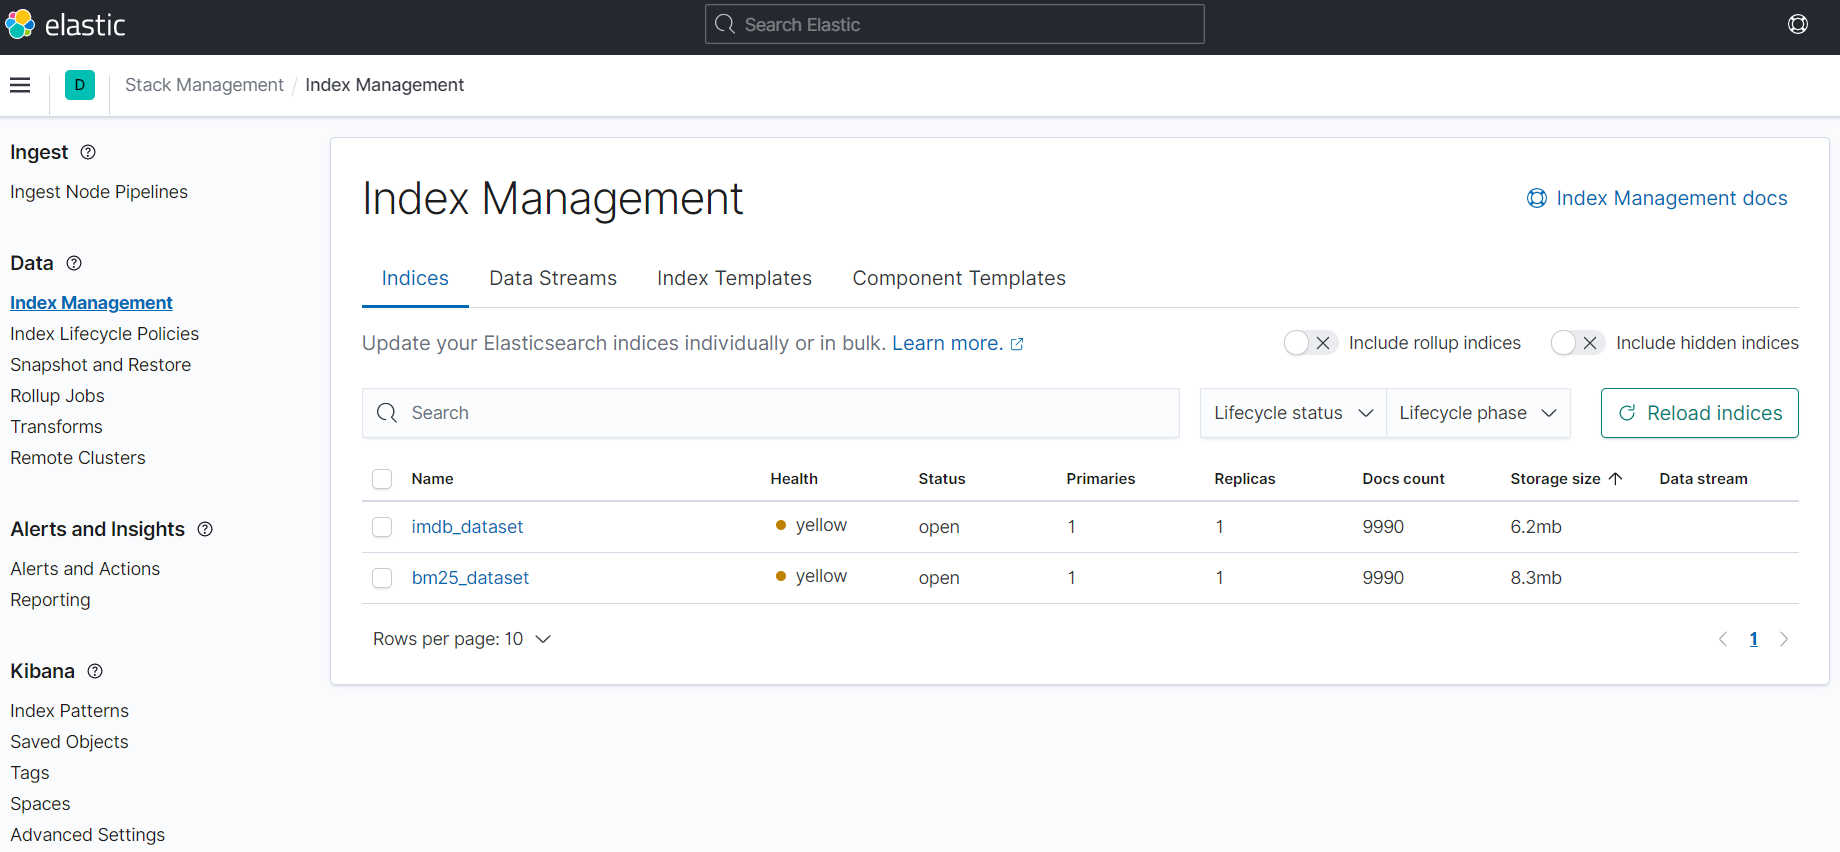 elastic
Search Elastic
D
Stack Management / Index Management
Ingest
Ingest Node Pipelines
Data
Index Management
Index Lifecycle Policies
Snapshot and Restore
Rollup Jobs
Transforms
Remote Clusters
Alerts and Insights
Alerts and Actions
Reporting
Kibana
Index Patterns
Saved Objects
Tags
Spaces
Advanced Settings
Index Management
Index Management docs
Indices Data Streams Index Templates Component Templates
Update your Elasticsearch indices individually or in bulk. Learn more.
Include rollup indices Include hidden indices
Search Lifecycle status Lifecycle phase Reload indices
Name Health Status Primaries Replicas Docs count Storage size Data stream
imdb_dataset yellow open 1 1 9990 6.2mb
bm25_dataset yellow open 1 1 9990 8.3mb
Rows per page: 10 1